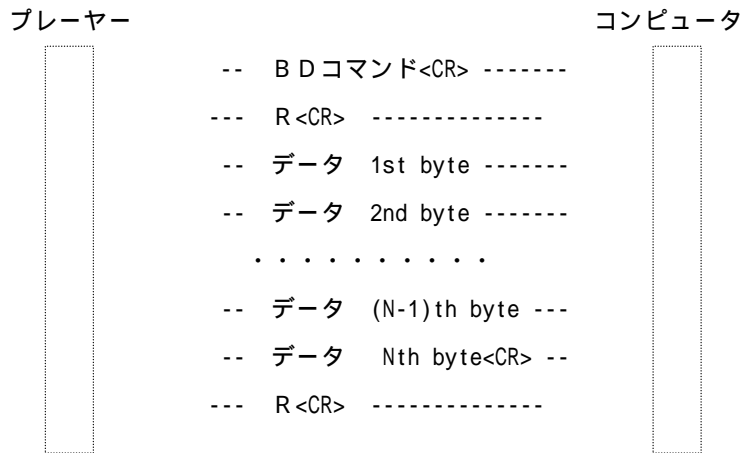 プレーヤー コンピュータ
-- ＢＤコマンド<CR> -------
--- Ｒ<CR> --------------
-- データ 1st byte -------
-- データ 2nd byte -------
・・・・・・・・・・
-- データ (N-1)th byte ---
-- データ Nth byte<CR> --
--- Ｒ<CR> --------------